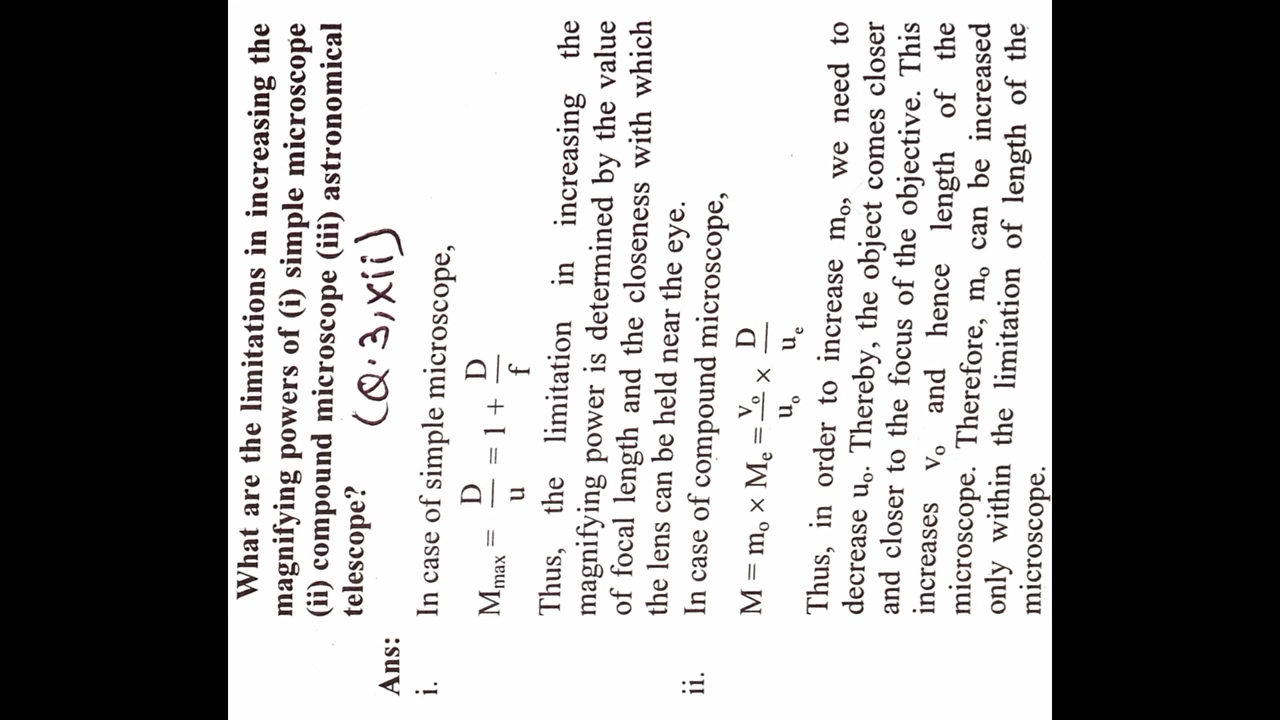 What are the limitations in increasing the
magnifying powers of (i) simple microscope
(ii) compound microscope (iii) astronomical
telescope?
(Q.3,xii)
Ans:
i. In case of simple microscope,
M_max = D/u = 1 + D/f
Thus, the limitation in increasing the
magnifying power is determined by the value
of focal length and the closeness with which
the lens can be held near the eye.
ii. In case of compound microscope,
M = m_o × M_e = v_o/u_o × D/u_e
Thus, in order to increase m_o, we need to
decrease u_o. Thereby, the object comes closer
and closer to the focus of the objective. This
increases v_o and hence length of the
microscope. Therefore, m_o can be increased
only within the limitation of length of the
microscope.